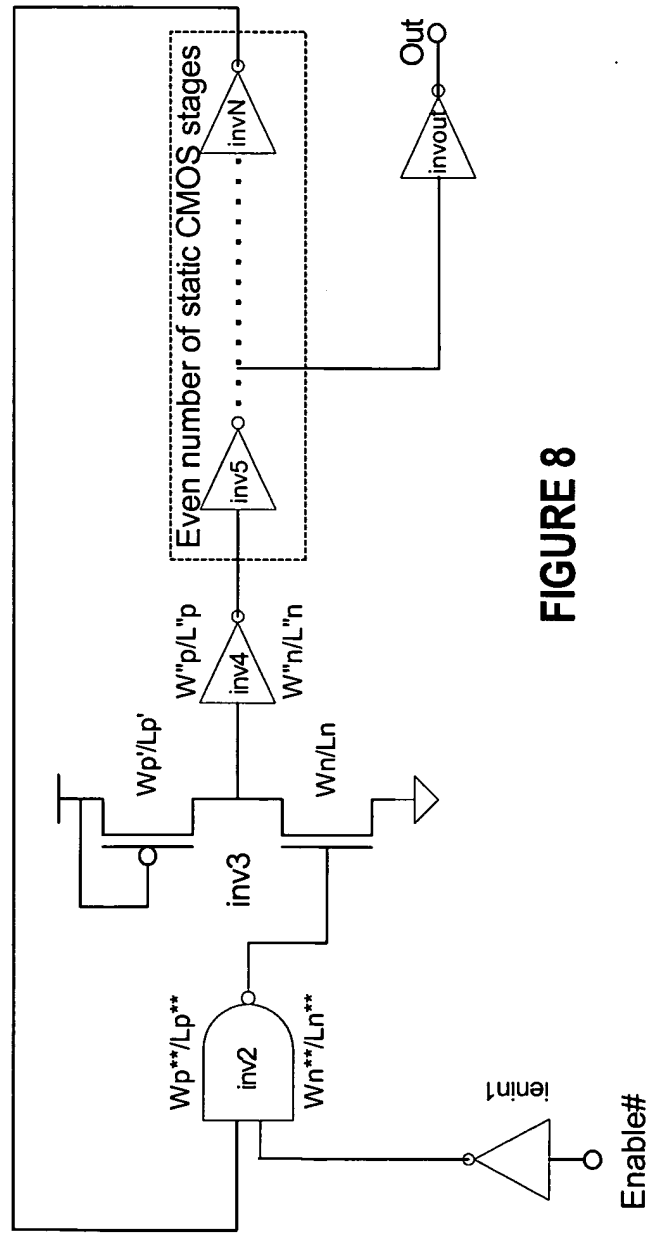 Even number of static CMOS stages
invN
inv5
Out
invout
W"p/L"p
inv4
W"n/L"n
Wp'/Lp'
inv3
Wn/Ln
Wp**/Lp**
inv2
Wn**/Ln**
ienin1
Enable#
FIGURE 8